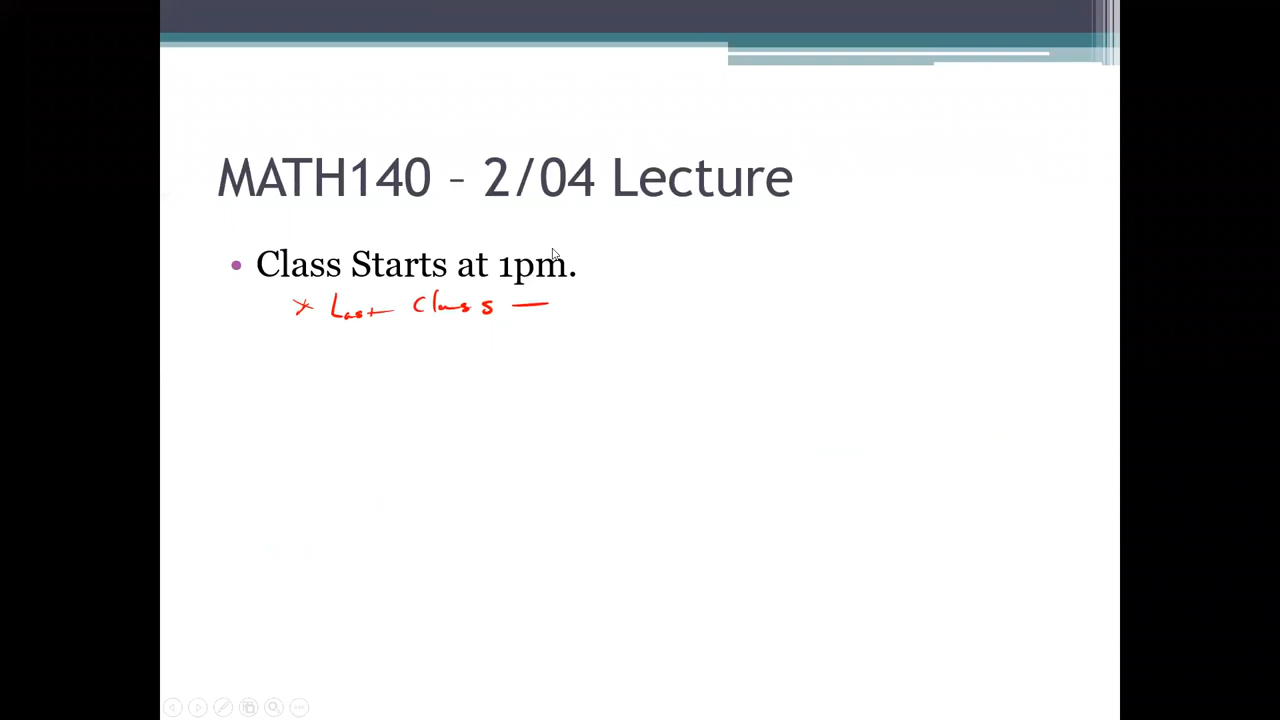 MATH140 – 2/04 Lecture
• Class Starts at 1pm.
× Last Class —